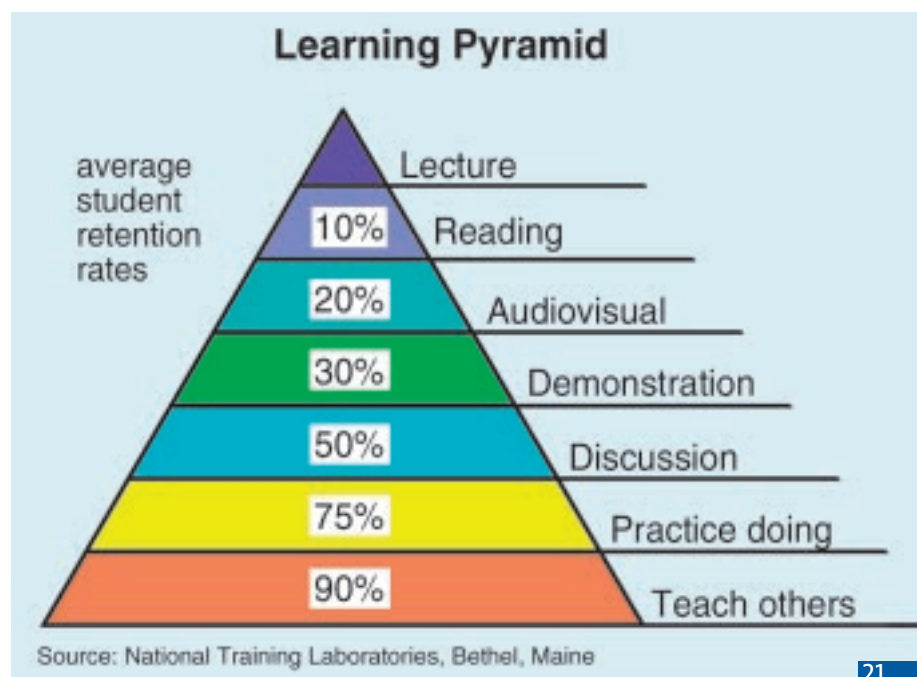 Learning Pyramid
average
student
retention
rates
Lecture
10% Reading
20% Audiovisual
30% Demonstration
50% Discussion
75% Practice doing
90% Teach others
Source: National Training Laboratories, Bethel, Maine
21